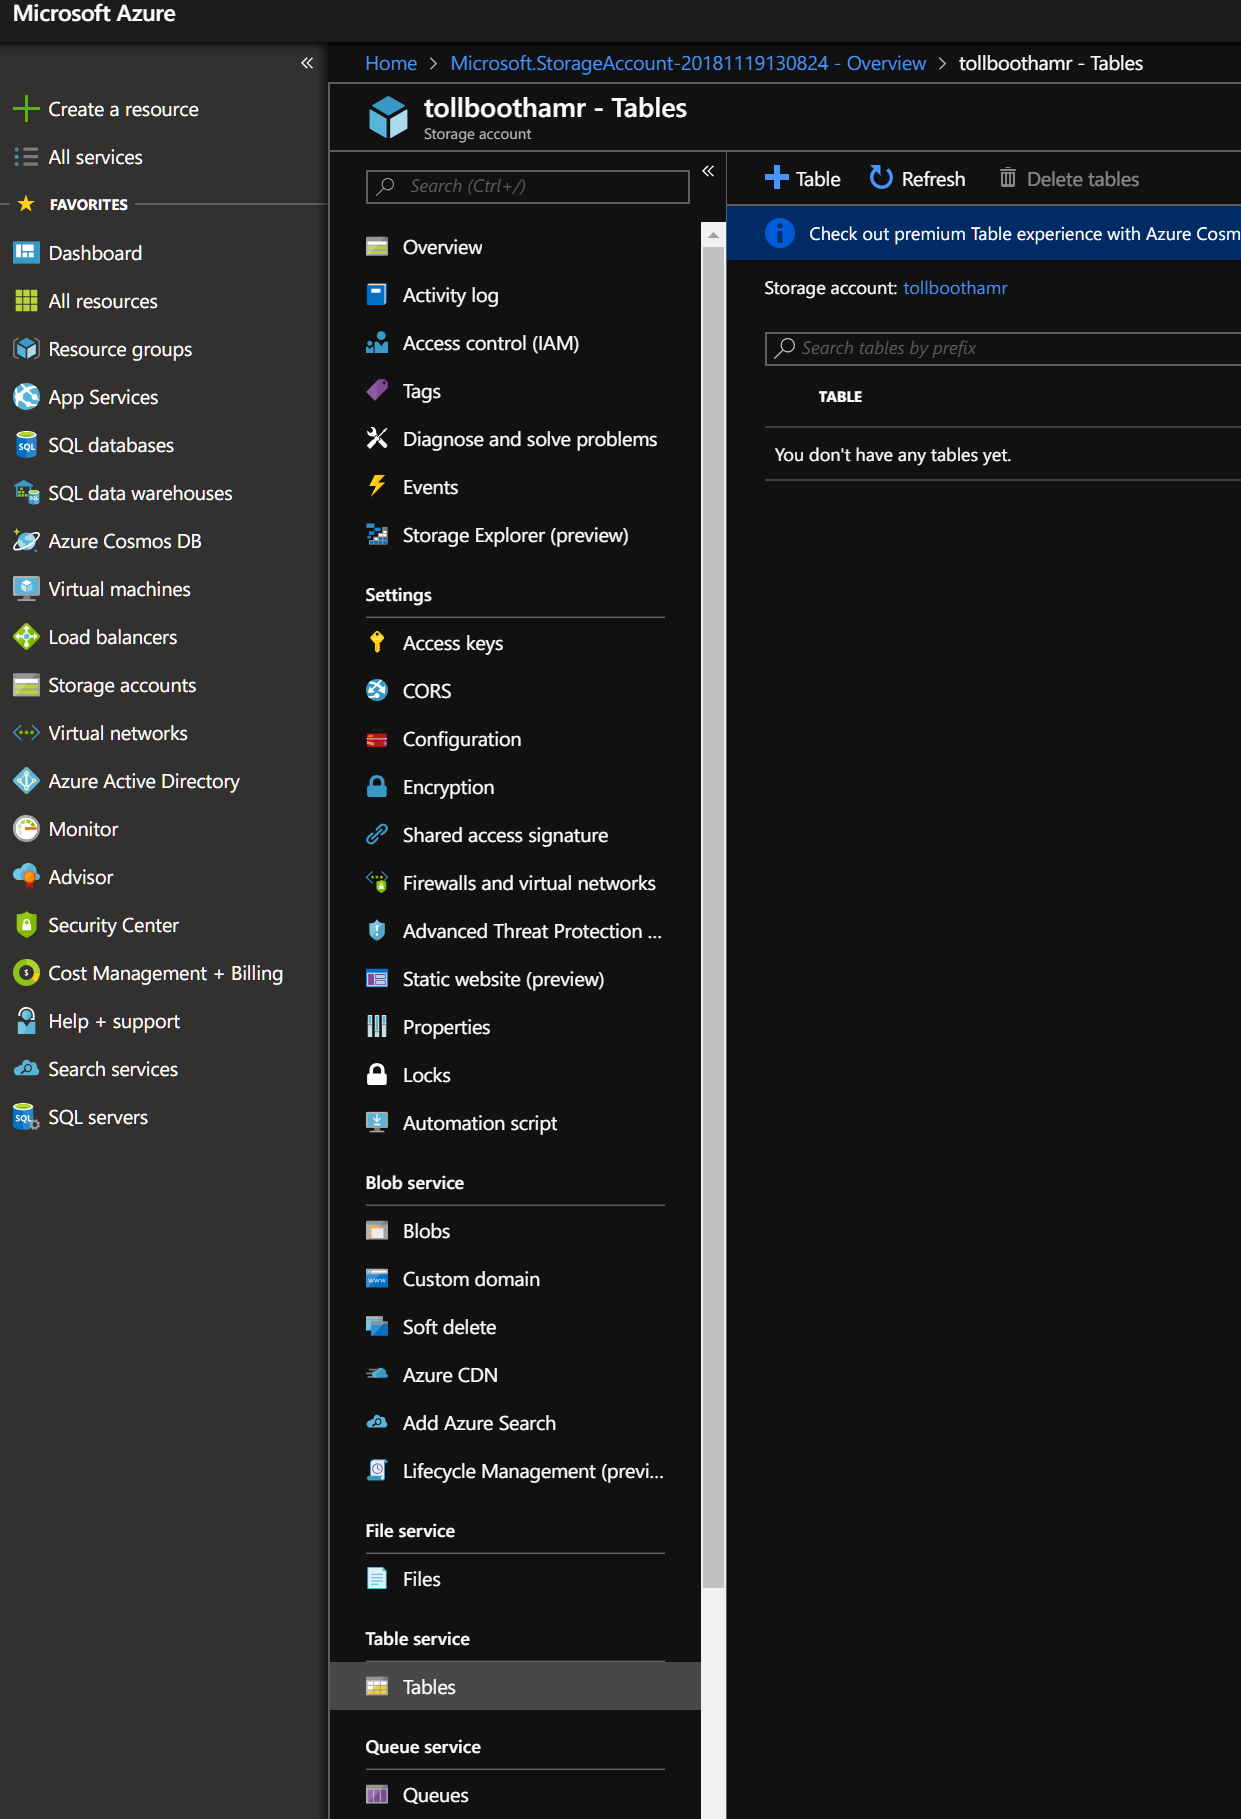 Microsoft Azure
Home > Microsoft.StorageAccount-20181119130824 - Overview > tollboothamr - Tables
Create a resource
All services
FAVORITES
Dashboard
All resources
Resource groups
App Services
SQL databases
SQL data warehouses
Azure Cosmos DB
Virtual machines
Load balancers
Storage accounts
Virtual networks
Azure Active Directory
Monitor
Advisor
Security Center
Cost Management + Billing
Help + support
Search services
SQL servers
tollboothamr - Tables
Storage account
Search (Ctrl+/)
Overview
Activity log
Access control (IAM)
Tags
Diagnose and solve problems
Events
Storage Explorer (preview)
Settings
Access keys
CORS
Configuration
Encryption
Shared access signature
Firewalls and virtual networks
Advanced Threat Protection ...
Static website (preview)
Properties
Locks
Automation script
Blob service
Blobs
Custom domain
Soft delete
Azure CDN
Add Azure Search
Lifecycle Management (previ...
File service
Files
Table service
Tables
Queue service
Queues
Table Refresh Delete tables
Check out premium Table experience with Azure Cosm
Storage account: tollboothamr
Search tables by prefix
TABLE
You don't have any tables yet.